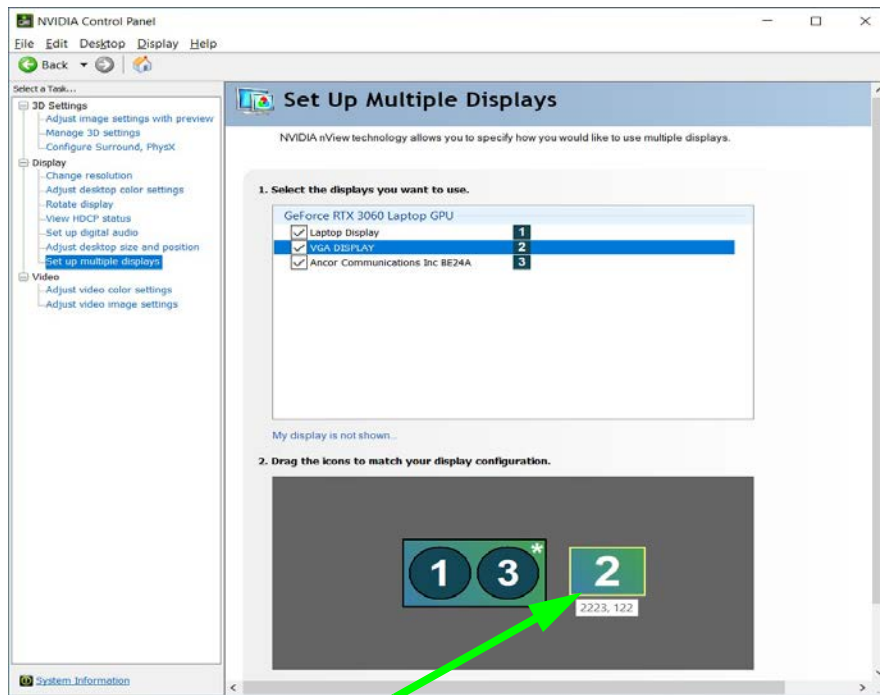 NVIDIA Control Panel
File Edit Desktop Display Help
Back
Select a Task...
3D Settings
Adjust image settings with preview
Manage 3D settings
Configure Surround, PhysX
Display
Change resolution
Adjust desktop color settings
Rotate display
View HDCP status
Set up digital audio
Adjust desktop size and position
Set up multiple displays
Video
Adjust video color settings
Adjust video image settings
System Information
Set Up Multiple Displays
NVIDIA nView technology allows you to specify how you would like to use multiple displays.
1. Select the displays you want to use.
GeForce RTX 3060 Laptop GPU
Laptop Display 1
VGA DISPLAY 2
Ancor Communications Inc BE24A 3
My display is not shown...
2. Drag the icons to match your display configuration.
1 3 * 2
2223, 122